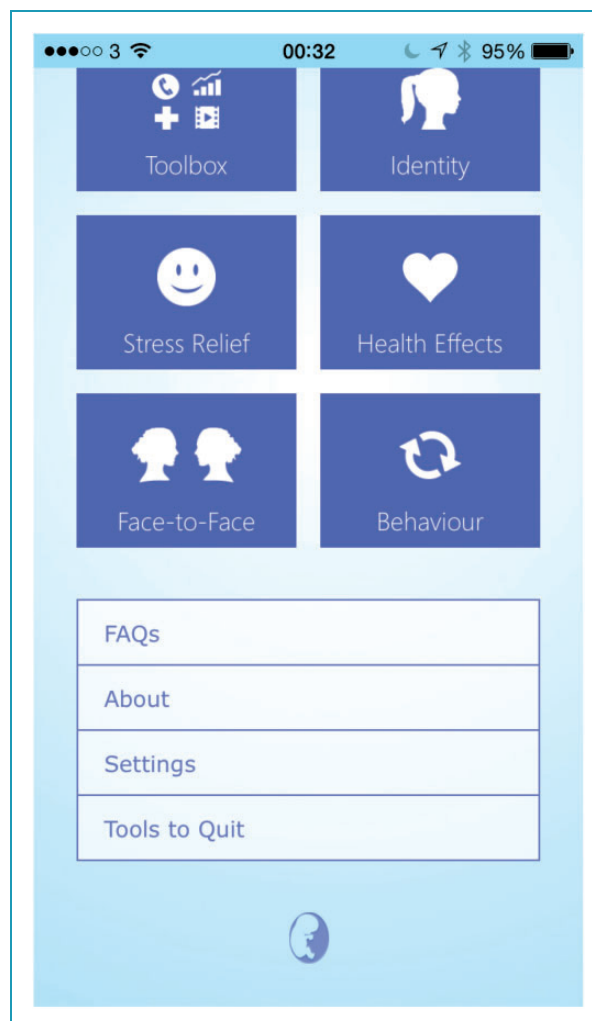 3 00:32 95%
Toolbox Identity
Stress Relief Health Effects
Face-to-Face Behaviour
FAQs
About
Settings
Tools to Quit